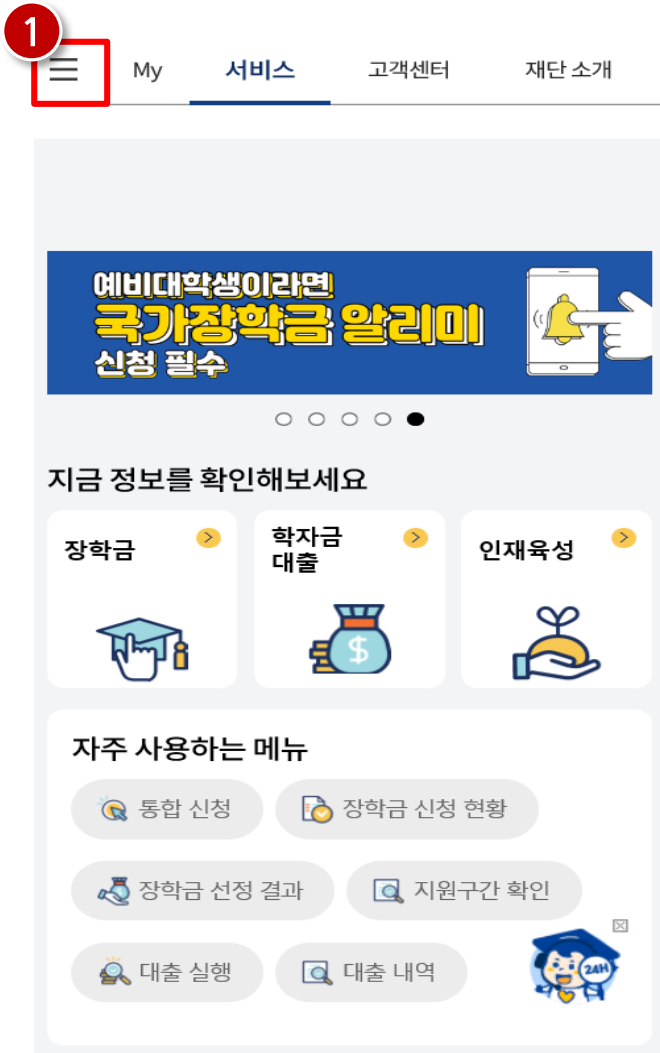 1
My 서비스 고객센터 재단 소개
예비대학생이라면
국가장학금 알리미
신청 필수
지금 정보를 확인해보세요
장학금
학자금
대출
인재육성
$
자주 사용하는 메뉴
통합 신청
장학금 신청 현황
장학금 선정 결과
지원구간 확인
대출 실행
대출 내역
24H